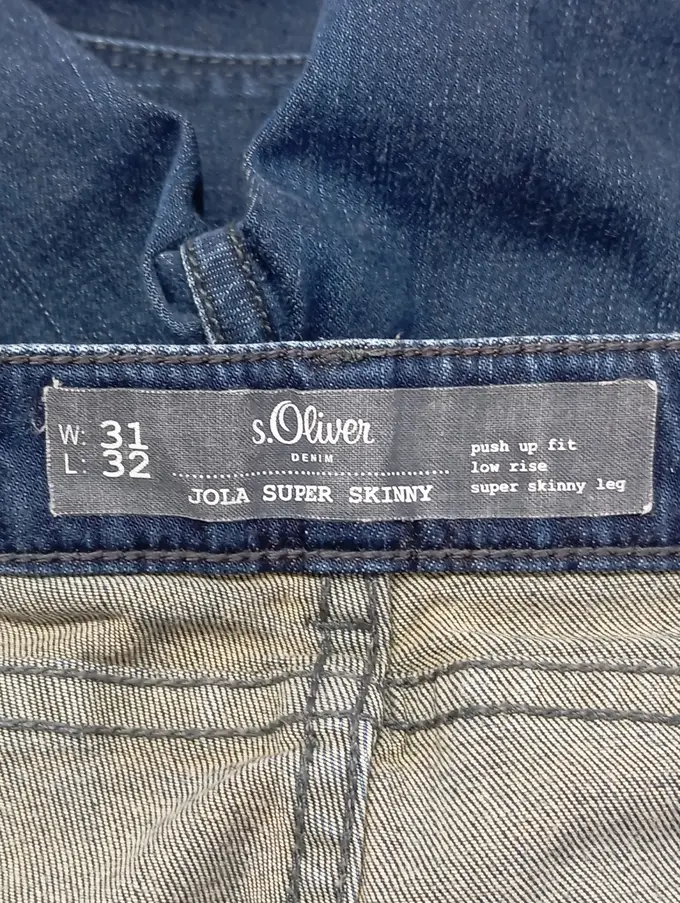 W: 31
L: 32
s.Oliver
DENIM
JOLA SUPER SKINNY
push up fit
low rise
super skinny leg